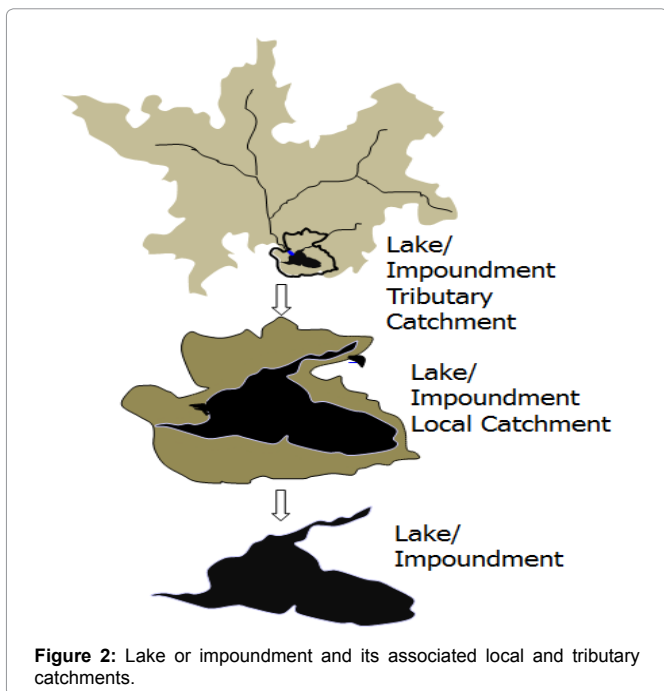 Lake/
Impoundment
Tributary
Catchment
Lake/
Impoundment
Local Catchment
Lake/
Impoundment
Figure 2: Lake or impoundment and its associated local and tributary
catchments.